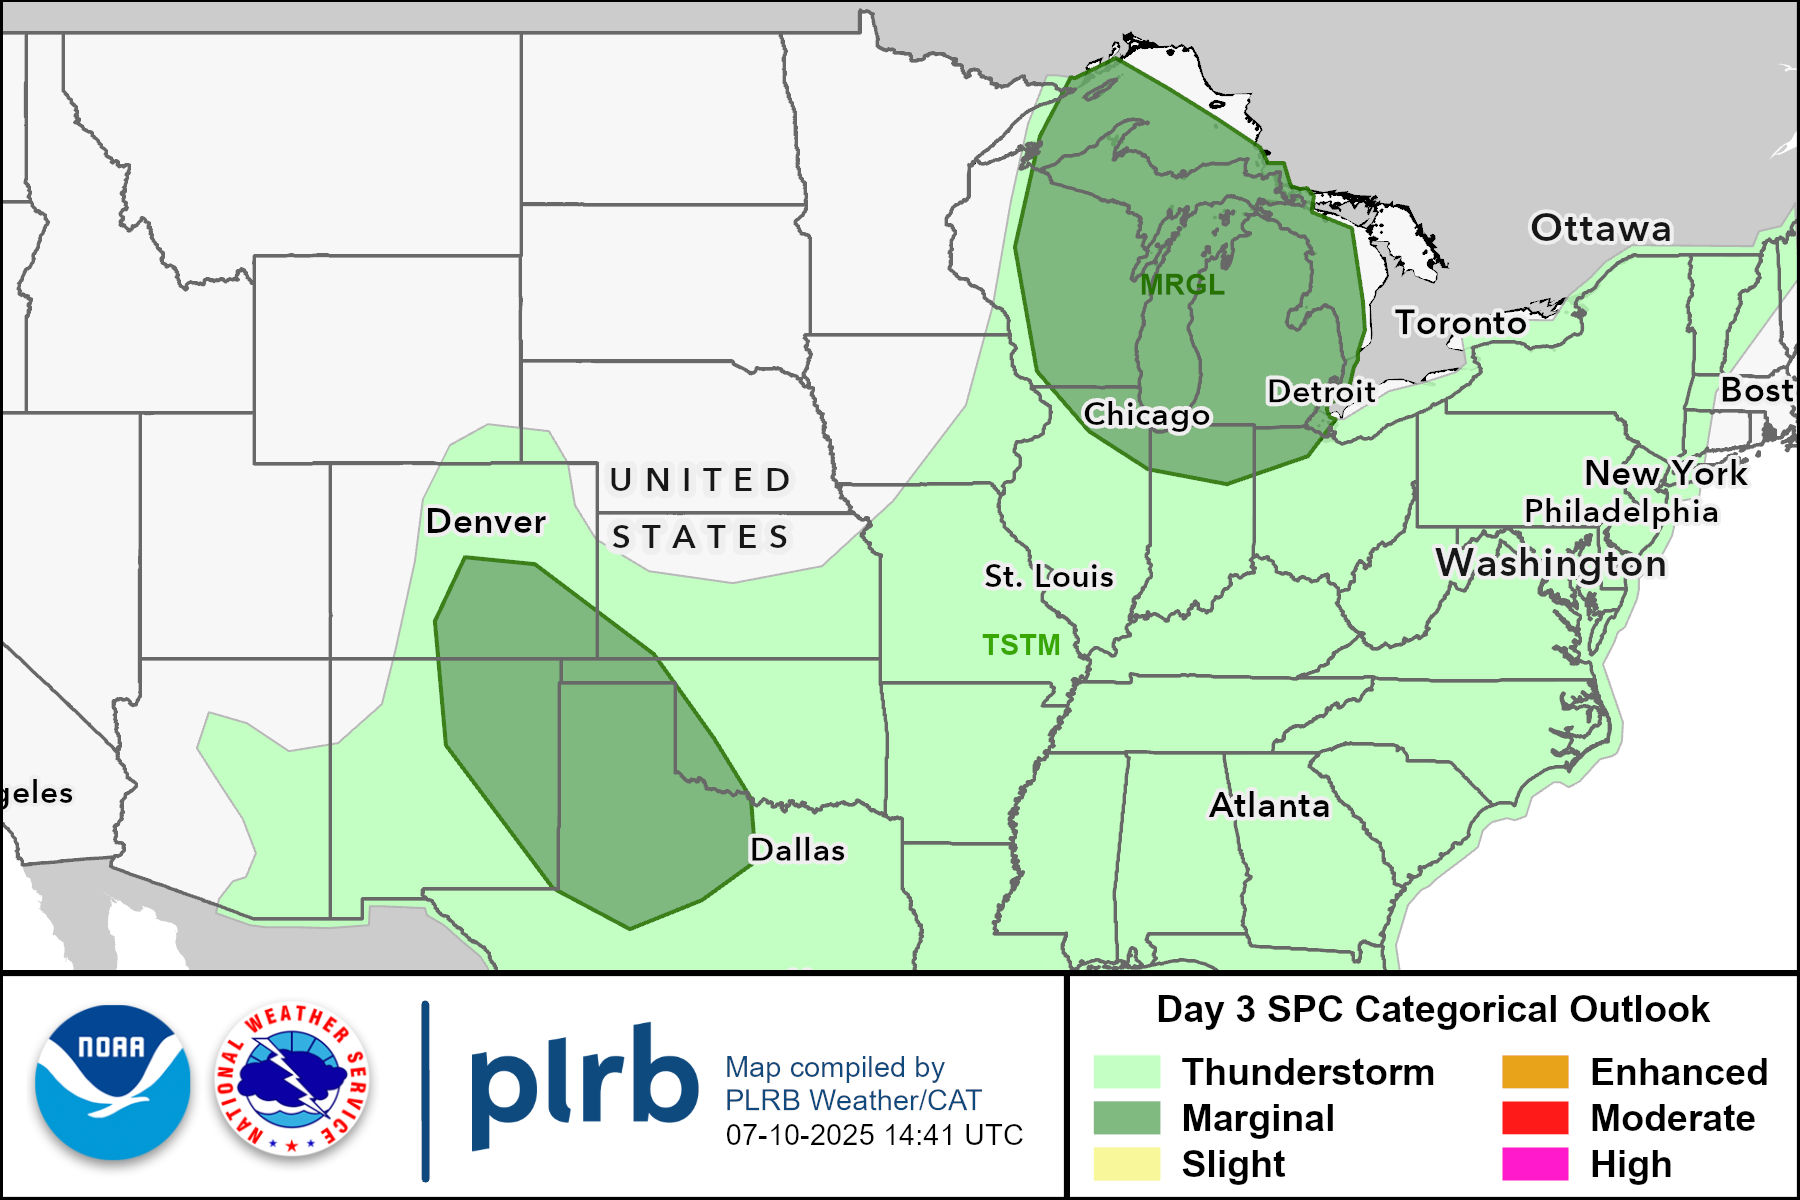 Ottawa
MRGL
Toronto
Detroit
Bost
Chicago
UNITED
New York
Philadelphia
Denver
STATES
Washington
St. Louis
TSTM
geles
Atlanta
Dallas
NOAA
NATIONAL WEATHER SERVICE
plrb
Map compiled by
PLRB Weather/CAT
07-10-2025 14:41 UTC
Day 3 SPC Categorical Outlook
Thunderstorm
Enhanced
Marginal
Moderate
Slight
High